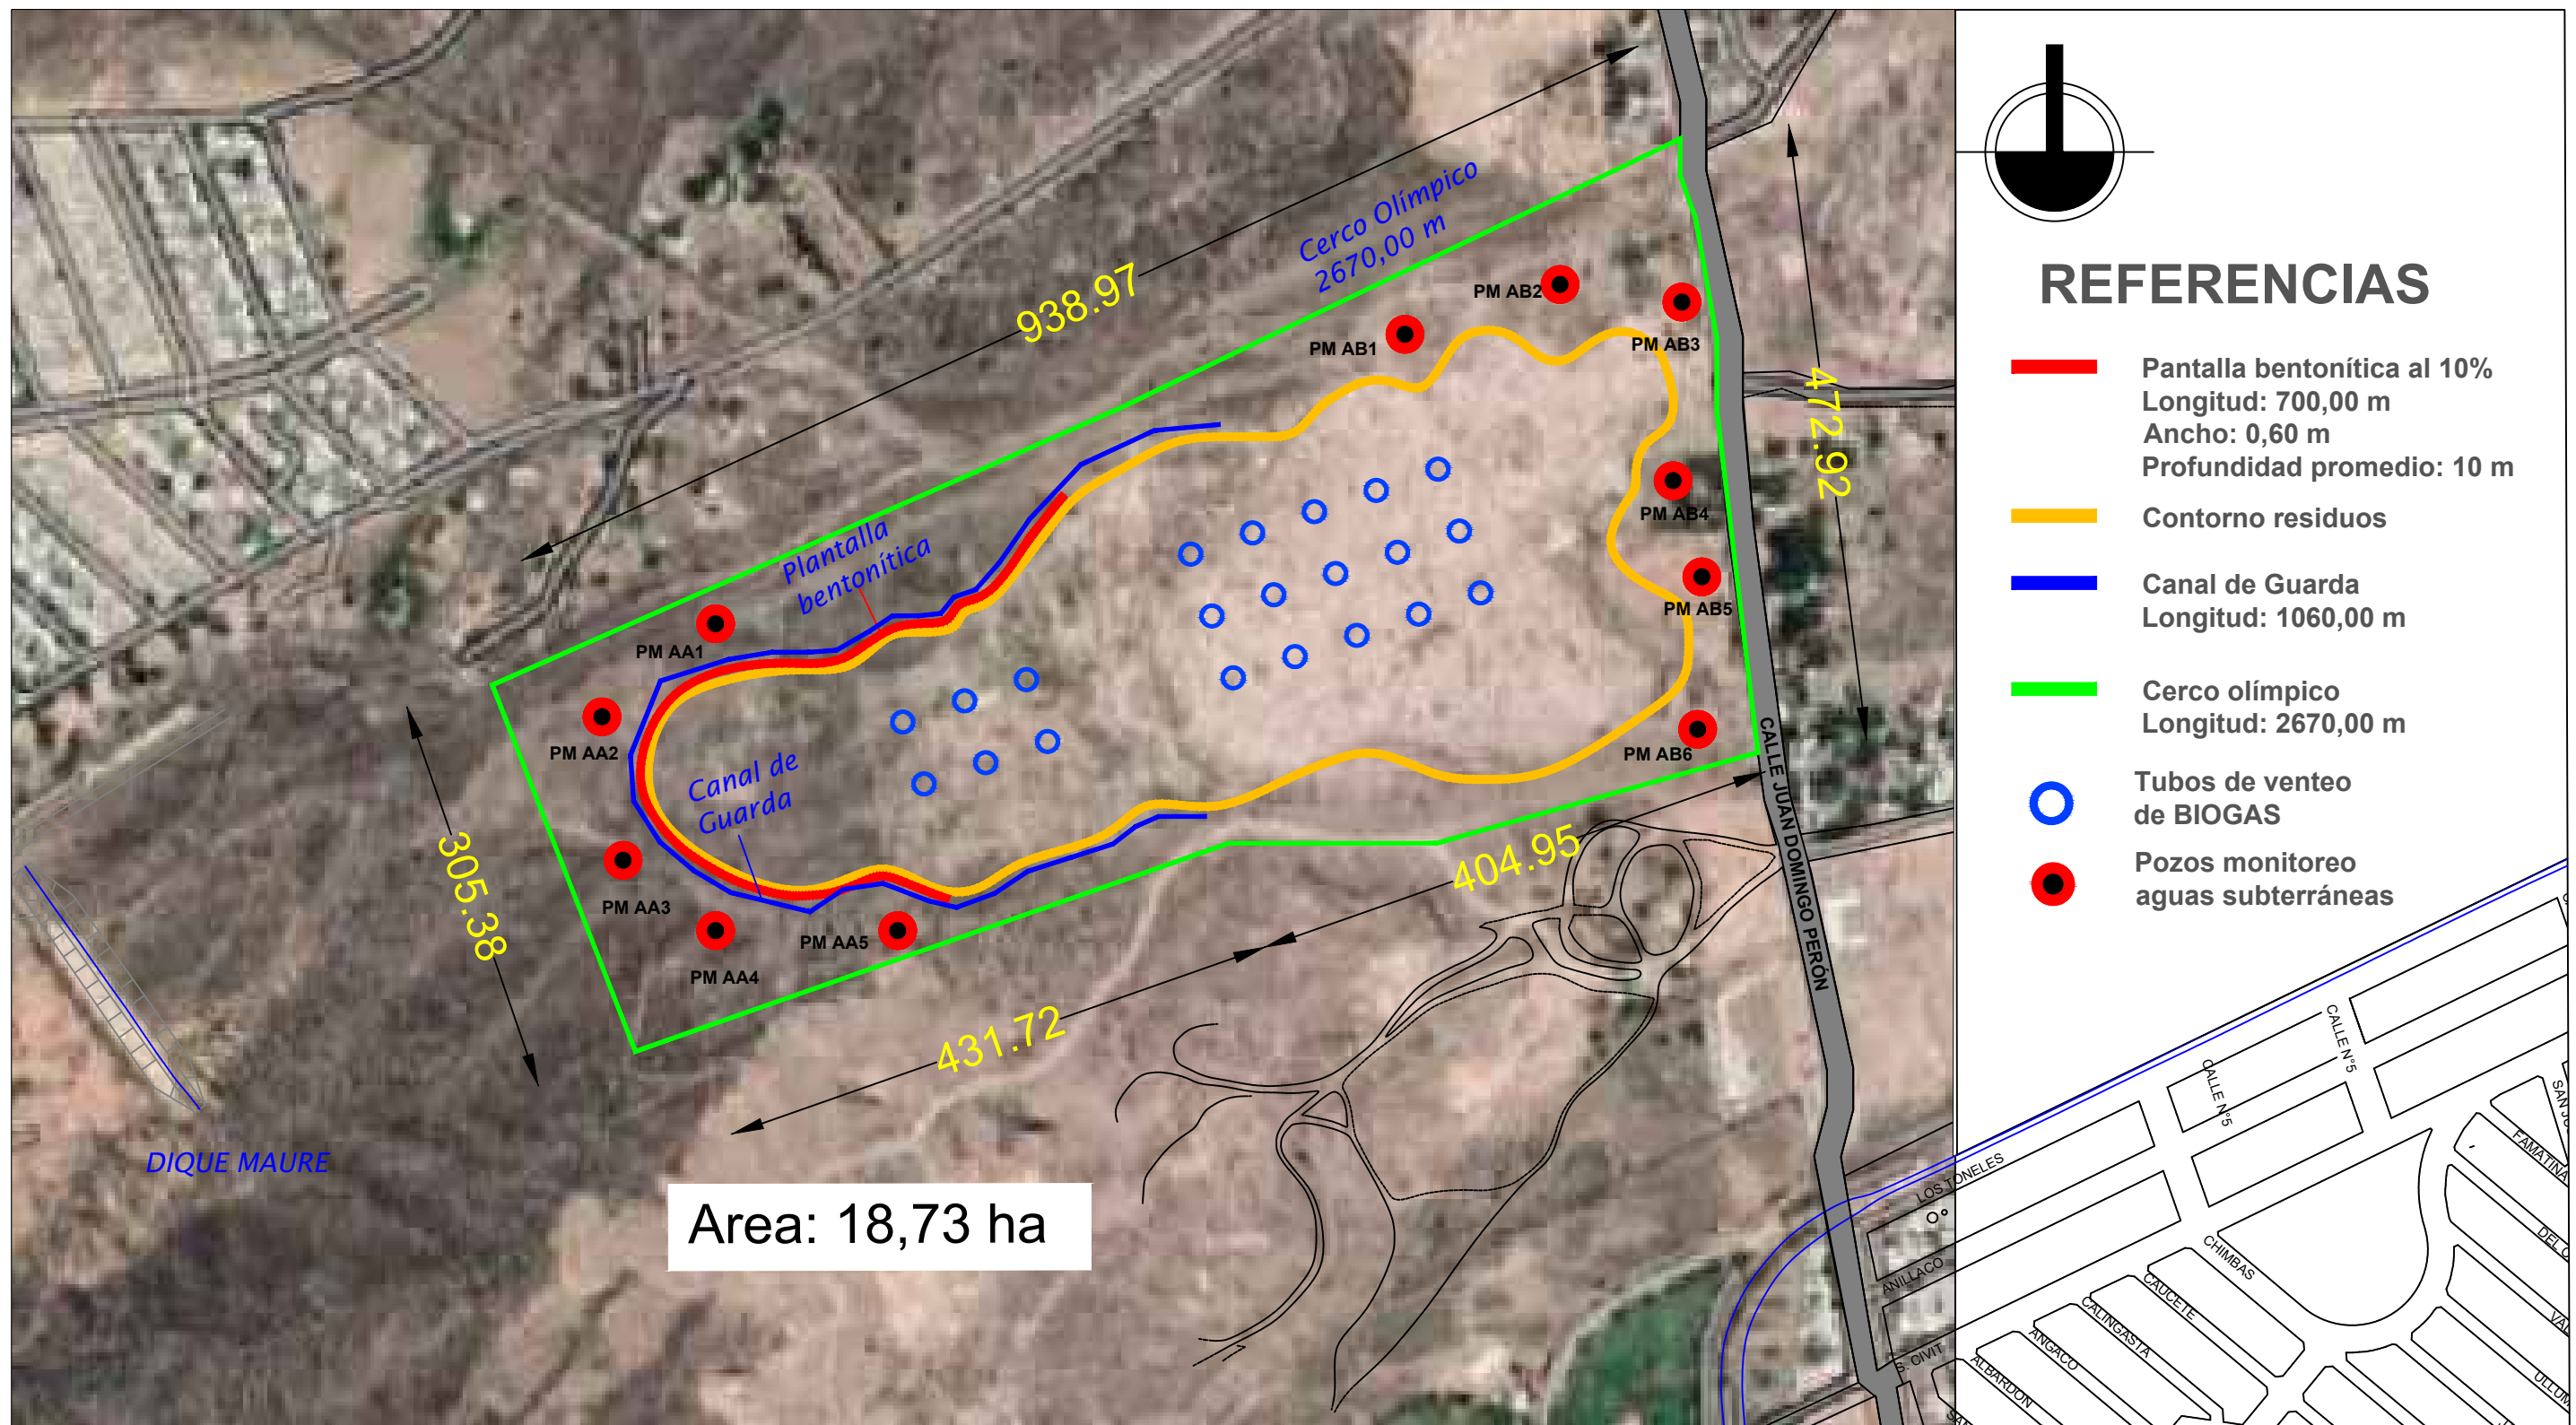 Cerco Olímpico
2670,00 m
938.97
PM AB2
PM AB1
PM AB3
472.92
PM AB4
Plantalla
bentonítica
PM AB5
PM AA1
PM AA2
PM AB6
Canal de
Guarda
CALLE JUAN DOMINGO PERÓN
305.38
404.95
PM AA3
PM AA5
PM AA4
431.72
DIQUE MAURE
Area: 18,73 ha
REFERENCIAS
Pantalla bentonítica al 10%
Longitud: 700,00 m
Ancho: 0,60 m
Profundidad promedio: 10 m
Contorno residuos
Canal de Guarda
Longitud: 1060,00 m
Cerco olímpico
Longitud: 2670,00 m
Tubos de venteo
de BIOGAS
Pozos monitoreo
aguas subterráneas
CALLE N°5
CALLE N°5
LOS TONELES
FAMATINA
ANILLACO
CHIMBAS
CAUCETE
CALINGASTA
ANGACO
ALBARDON
S. CIVIT